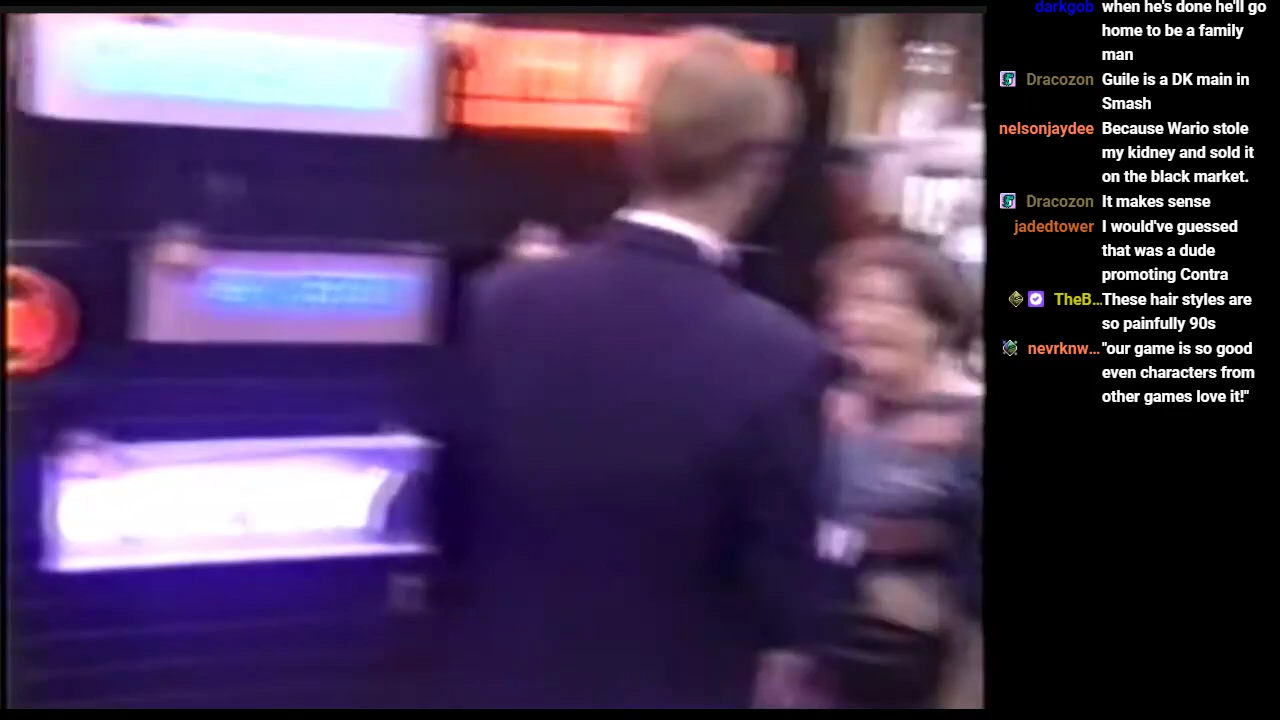 darkgob when he's done he'll go
home to be a family
man
Dracozon Guile is a DK main in
Smash
nelsonjaydee Because Wario stole
my kidney and sold it
on the black market.
Dracozon It makes sense
jadedtower I would've guessed
that was a dude
promoting Contra
TheB... These hair styles are
so painfully 90s
nevrknw... "our game is so good
even characters from
other games love it!"